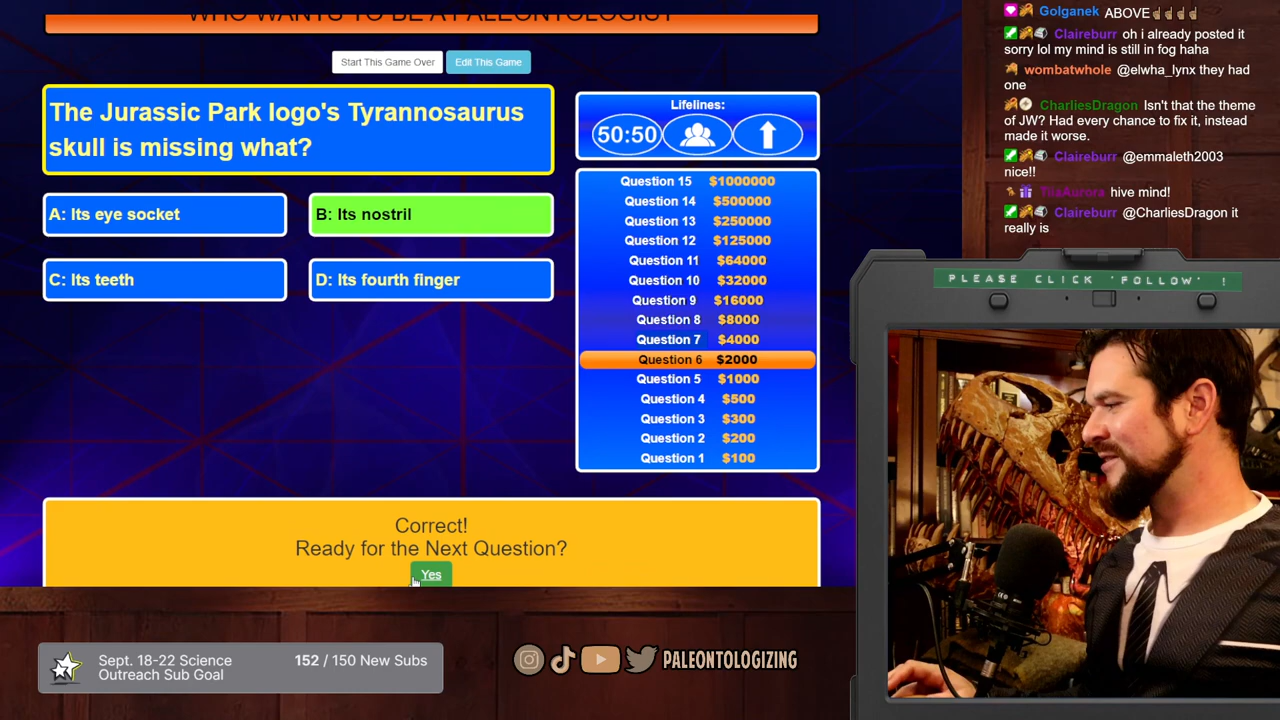 WHO WANTS TO BE A PALEONTOLOGIST
Start This Game Over
Edit This Game
The Jurassic Park logo's Tyrannosaurus
skull is missing what?
A: Its eye socket
B: Its nostril
C: Its teeth
D: Its fourth finger
Lifelines:
50:50
Question 15 $1000000
Question 14 $500000
Question 13 $250000
Question 12 $125000
Question 11 $64000
Question 10 $32000
Question 9 $16000
Question 8 $8000
Question 7 $4000
Question 6 $2000
Question 5 $1000
Question 4 $500
Question 3 $300
Question 2 $200
Question 1 $100
Correct!
Ready for the Next Question?
Yes
Golganek ABOVE☝🏽☝🏽☝🏽☝🏽
Claireburr oh i already posted it
sorry lol my mind is still in fog haha
wombatwhole @elwha_lynx they had
one
CharliesDragon Isn't that the theme
of JW? Had every chance to fix it, instead
made it worse.
Claireburr @emmaleth2003
nice!!
TiiaAurora hive mind!
Claireburr @CharliesDragon it
really is
PLEASE CLICK 'FOLLOW' !
Sept. 18-22 Science
Outreach Sub Goal
152 / 150 New Subs
PALEONTOLOGIZING